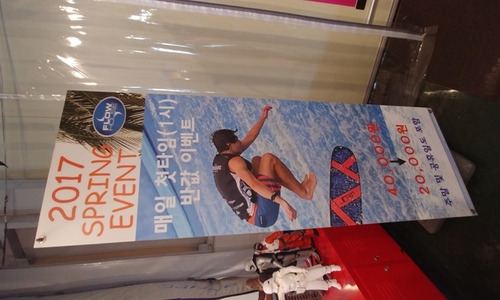 2017
SPRING
EVENT
FLOW
HOUSE
매일 첫타임(1시)
반값 이벤트
40,000원
20,000원
주말 및 공휴일도 포함